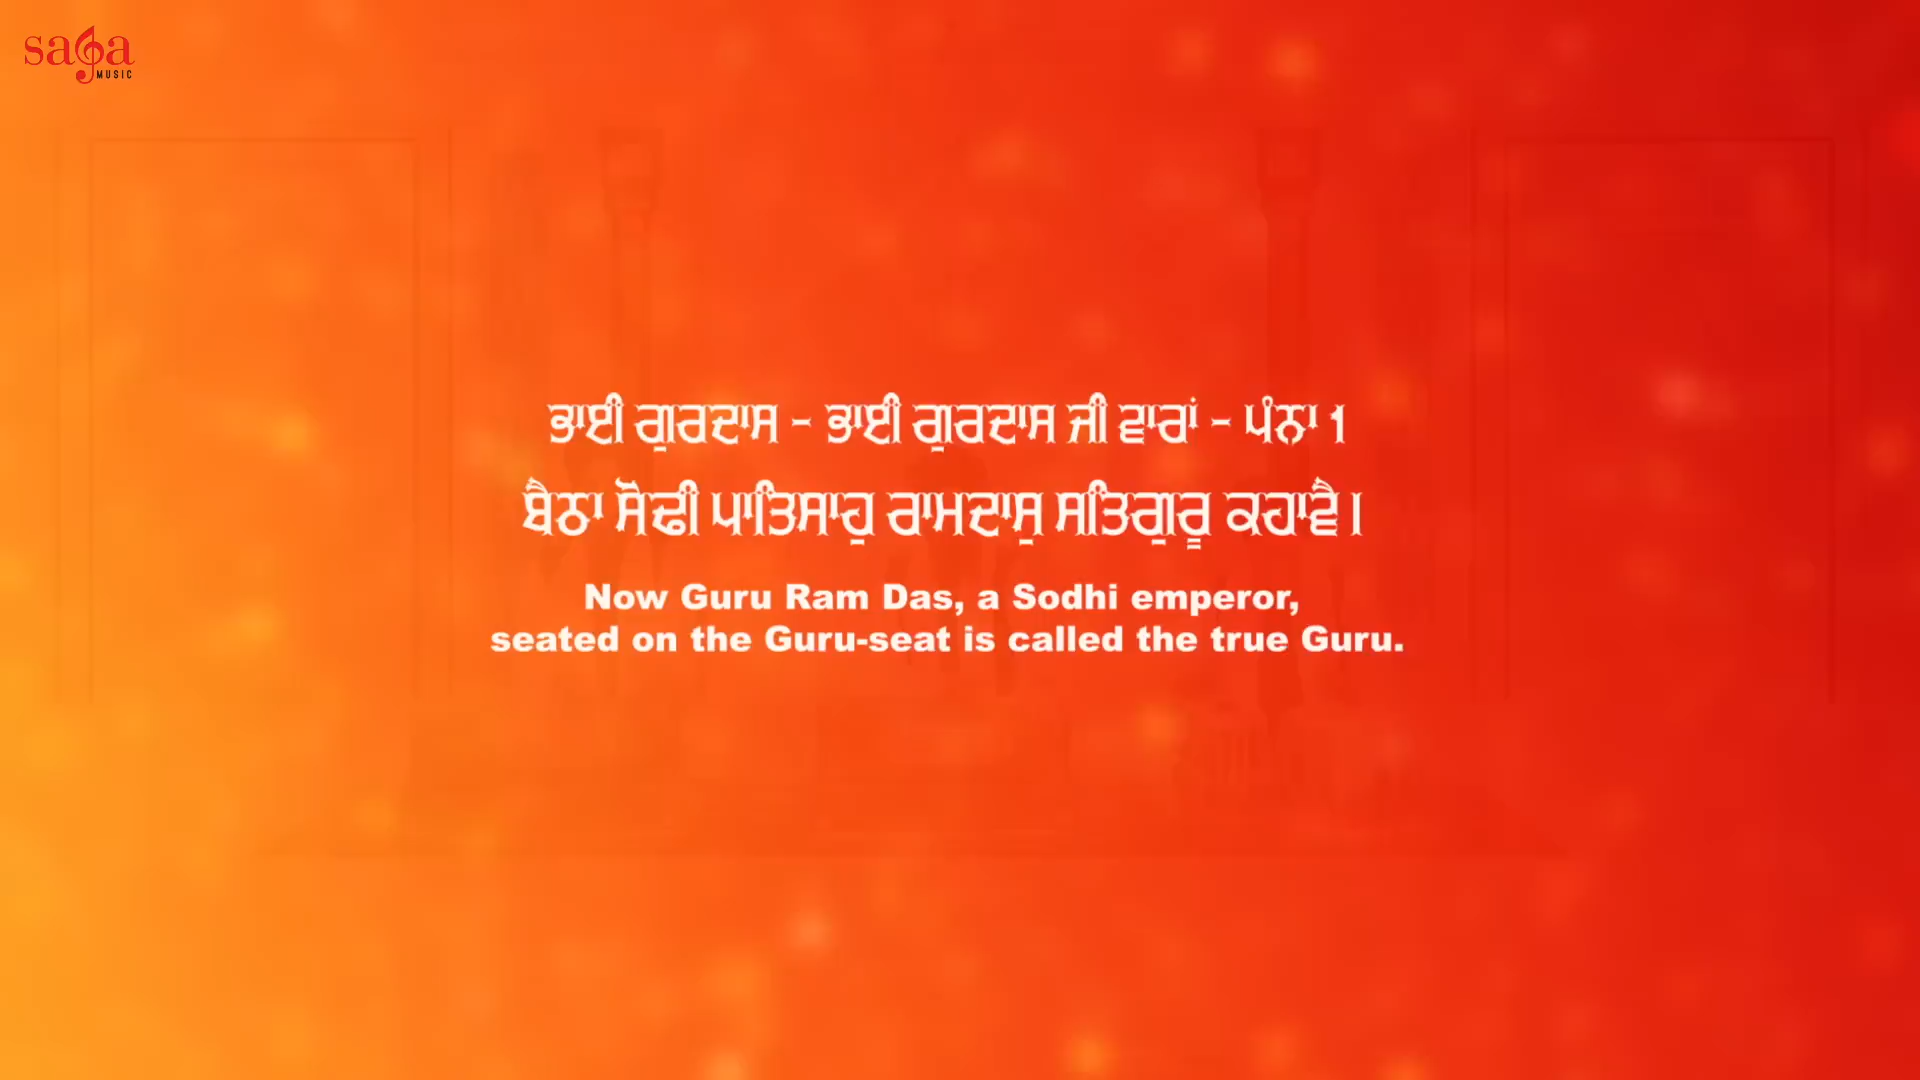 saga
MUSIC
ਭਾਈ ਗੁਰਦਾਸ - ਭਾਈ ਗੁਰਦਾਸ ਜੀ ਵਾਰਾਂ - ਪੰਨਾ 1
ਬੈਠਾ ਸੋਢੀ ਪਾਤਿਸਾਹੁ ਰਾਮਦਾਸੁ ਸਤਿਗੁਰੂ ਕਹਾਵੈ।
Now Guru Ram Das, a Sodhi emperor,
seated on the Guru-seat is called the true Guru.